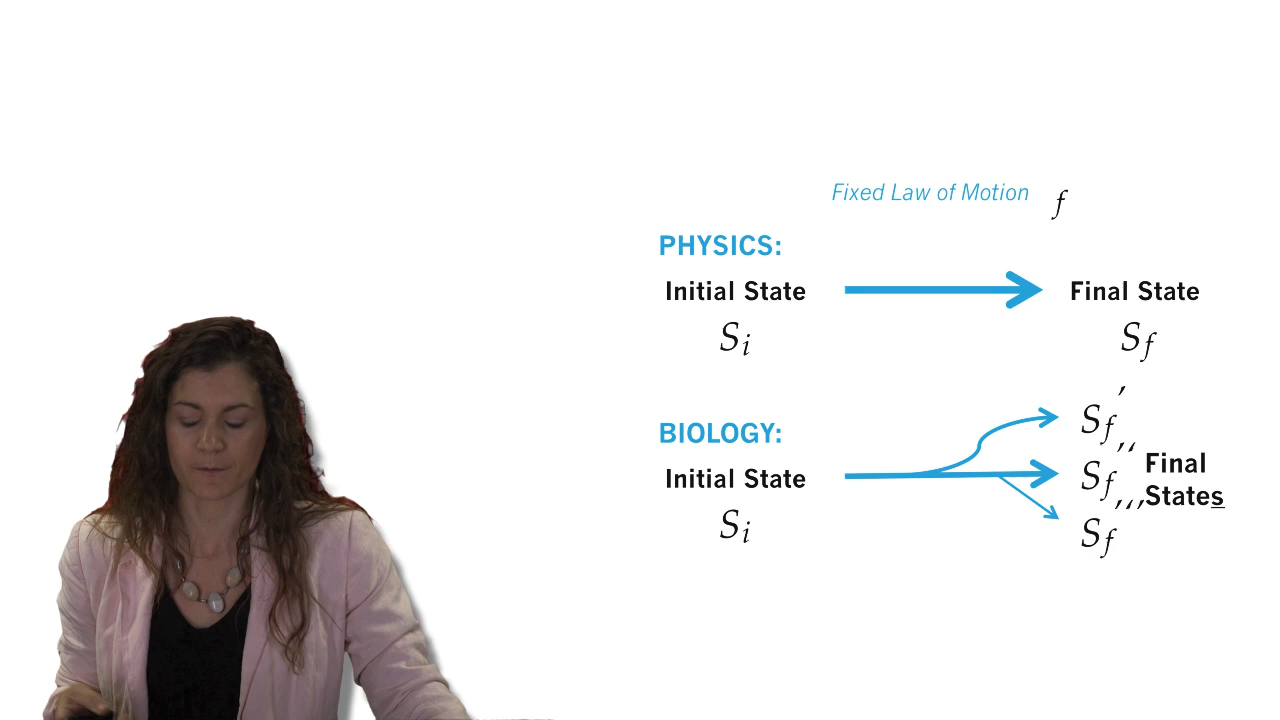 Fixed Law of Motion f
PHYSICS:
Initial State Final State
Si Sf
Sf′
BIOLOGY:
Sf′′ Final
Initial State States
Si Sf′′′